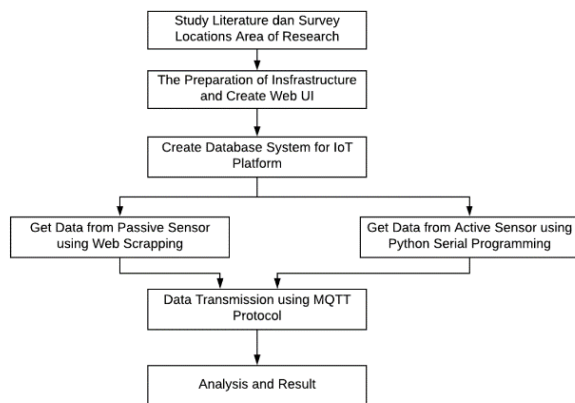 Study Literature dan Survey
Locations Area of Research
The Preparation of Insfrastructure
and Create Web UI
Create Database System for IoT
Platform
Get Data from Passive Sensor
using Web Scrapping
Get Data from Active Sensor using
Python Serial Programming
Data Transmission using MQTT
Protocol
Analysis and Result